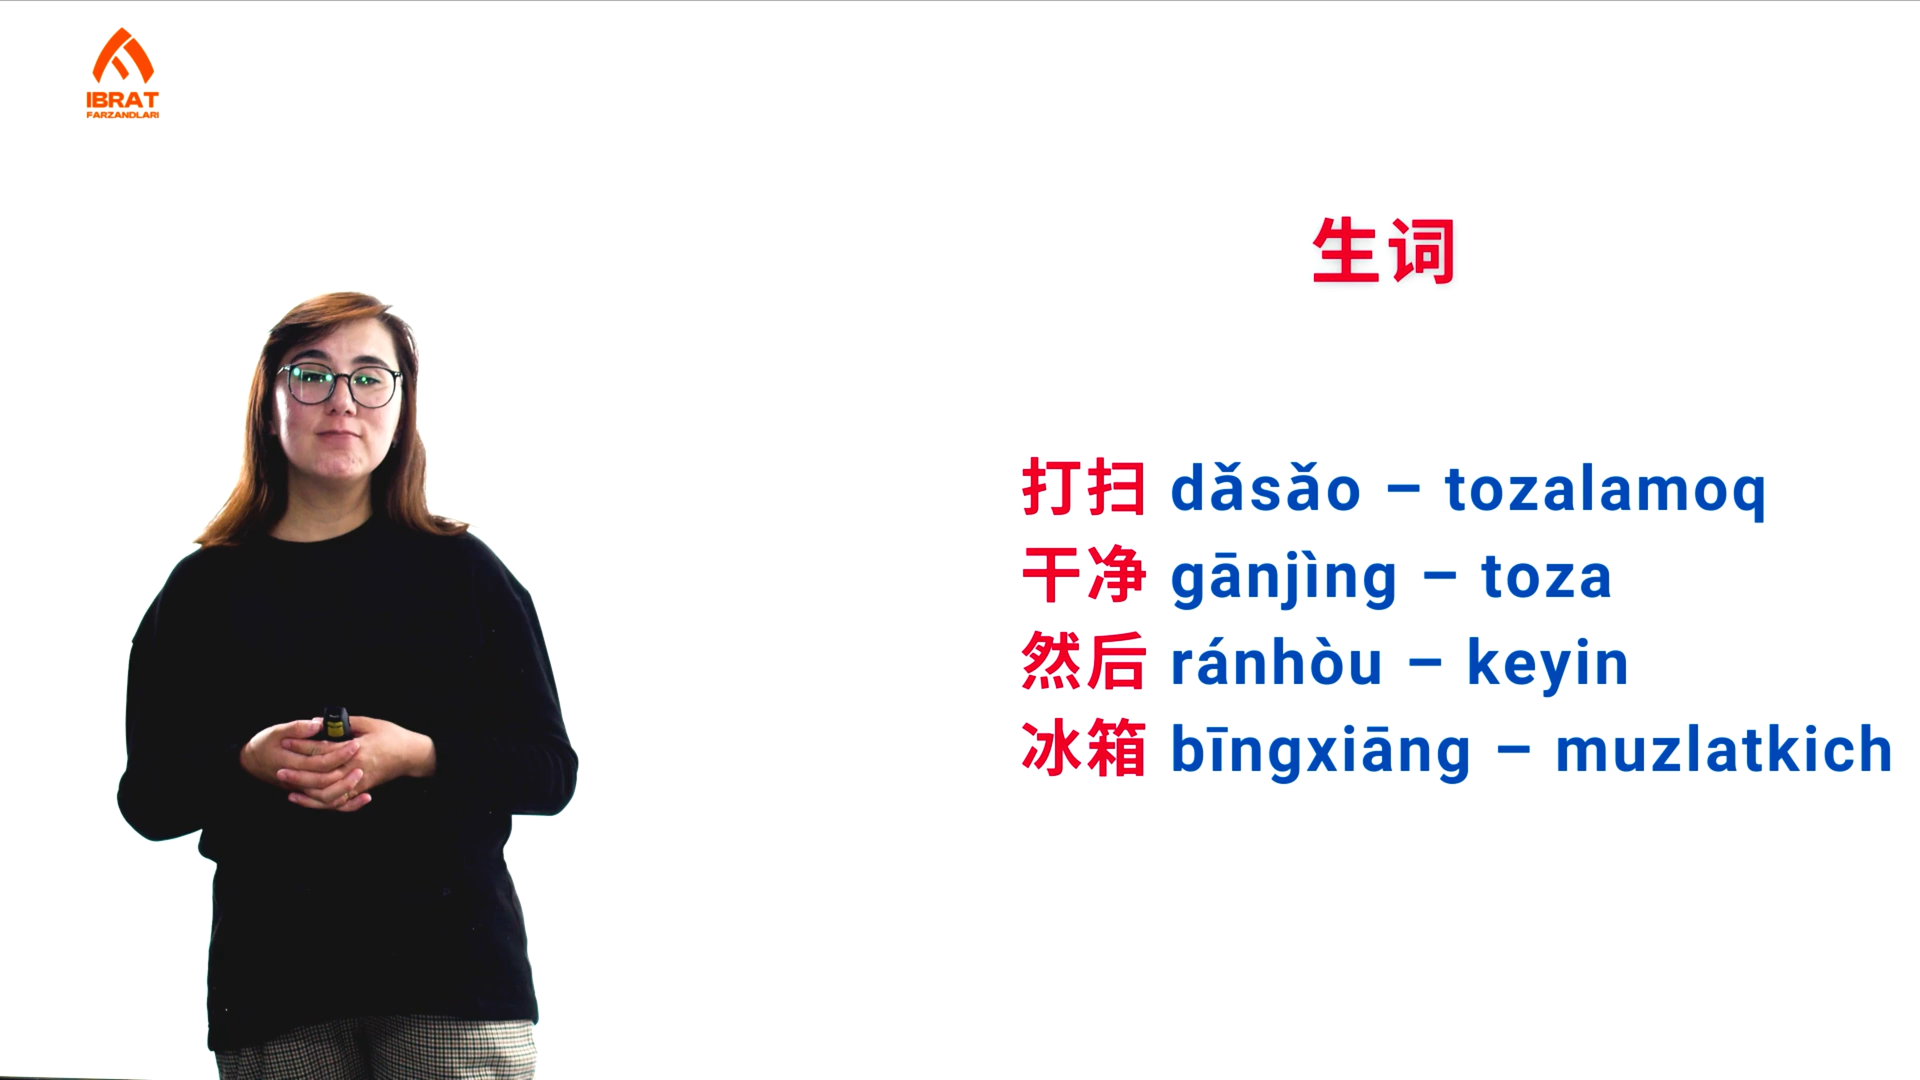 IBRAT
FARZANDLARI
生词
打扫 dǎsǎo – tozalamoq
干净 gānjìng – toza
然后 ránhòu – keyin
冰箱 bīngxiāng – muzlatkich